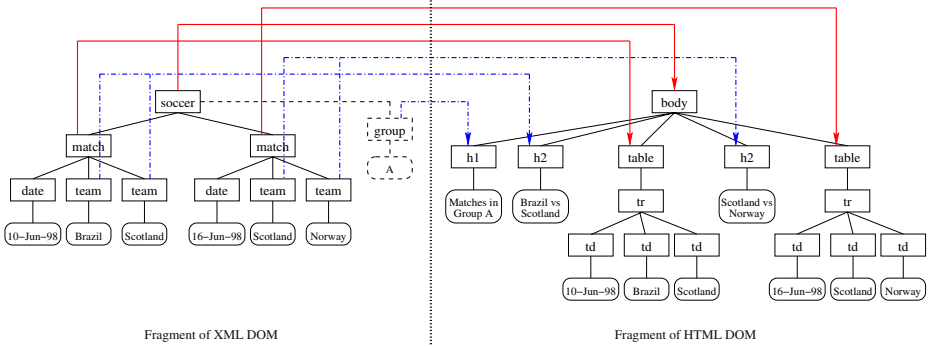 soccer
body
group
match
match
h1
h2
table
h2
table
A
date
team
team
date
team
team
Matches in
Group A
Brazil vs
Scotland
tr
Scotland vs
Norway
tr
10-Jun-98
Brazil
Scotland
16-Jun-98
Scotland
Norway
td
td
td
td
td
td
10-Jun-98
Brazil
Scotland
16-Jun-98
Scotland
Norway
Fragment of XML DOM
Fragment of HTML DOM